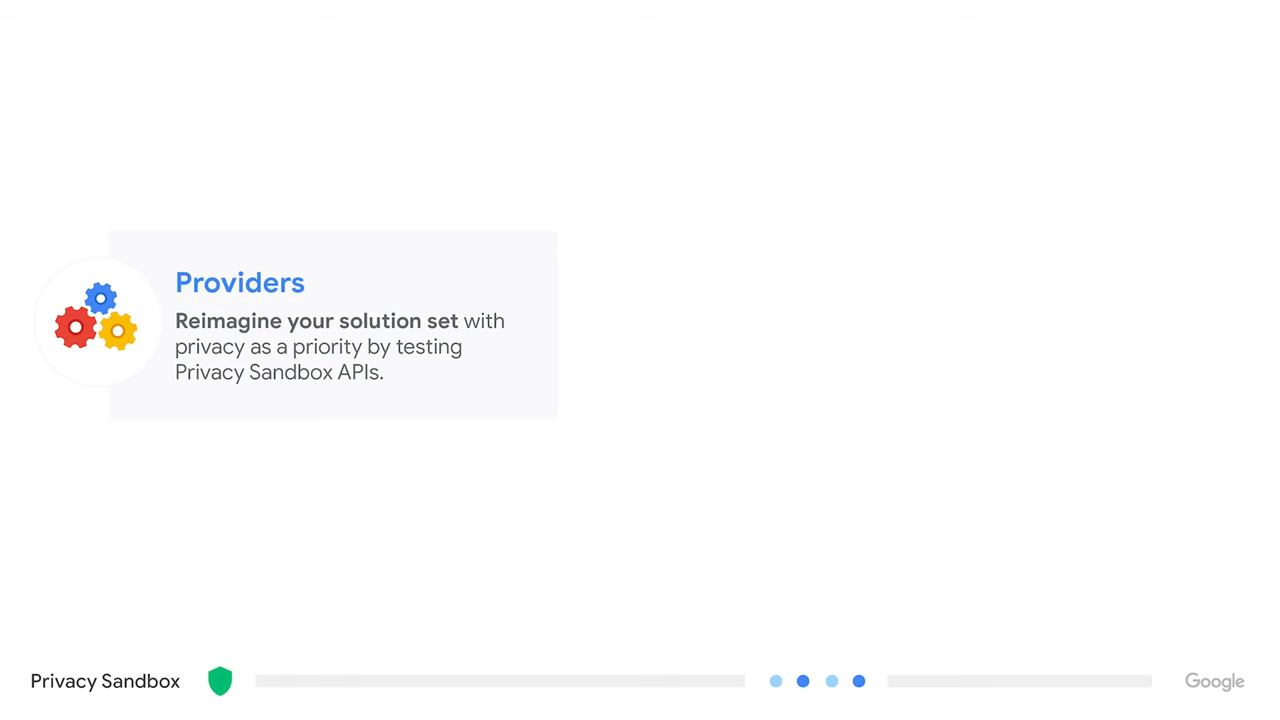 Providers
Reimagine your solution set with
privacy as a priority by testing
Privacy Sandbox APIs.
Privacy Sandbox
Google